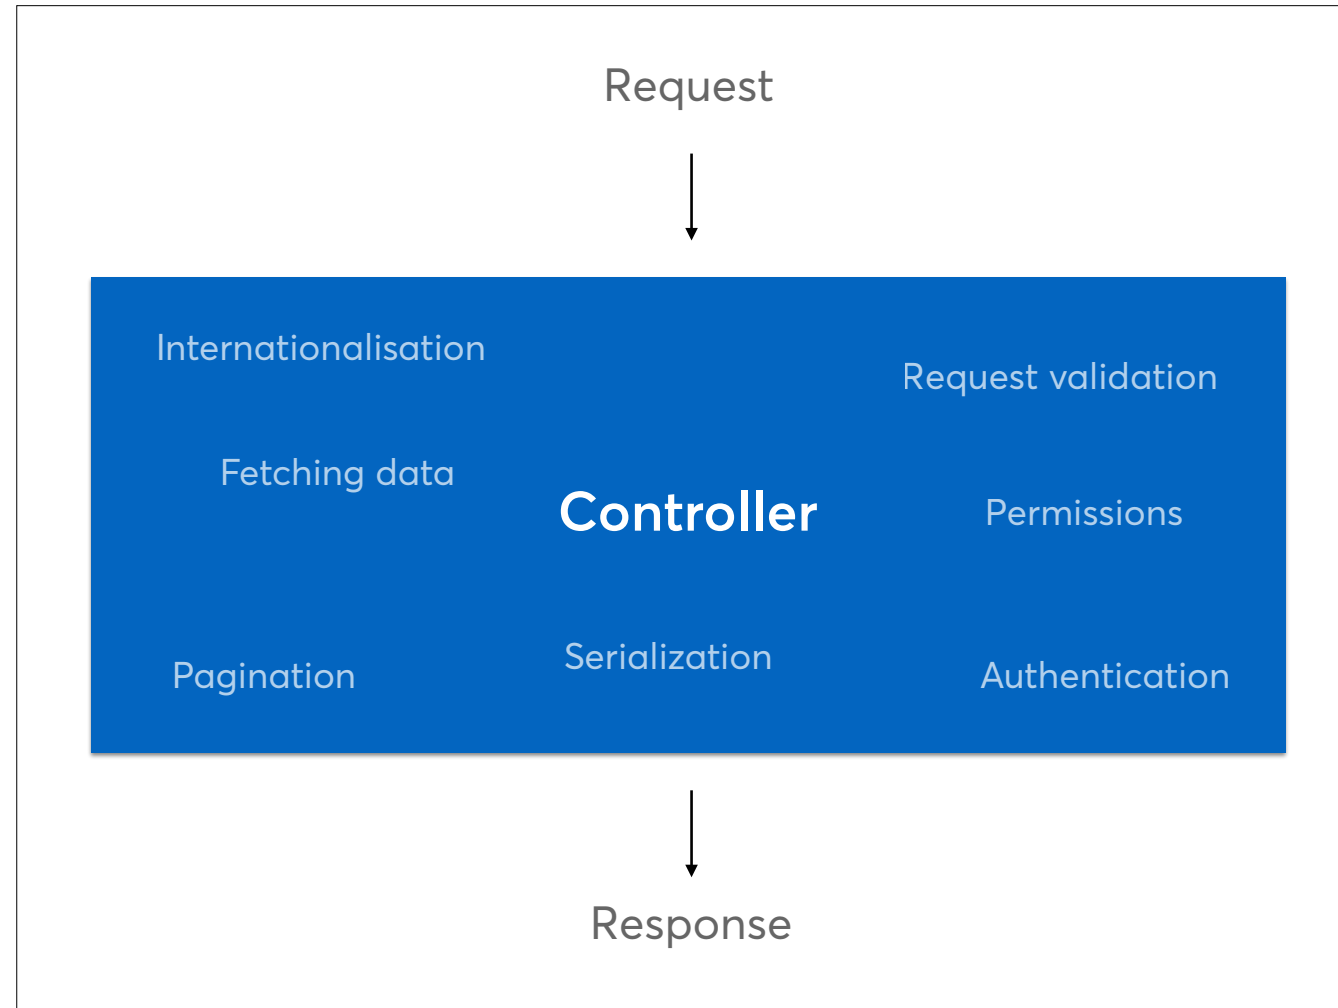 Request
Internationalisation
Request validation
Fetching data
Controller
Permissions
Serialization
Pagination
Authentication
Response